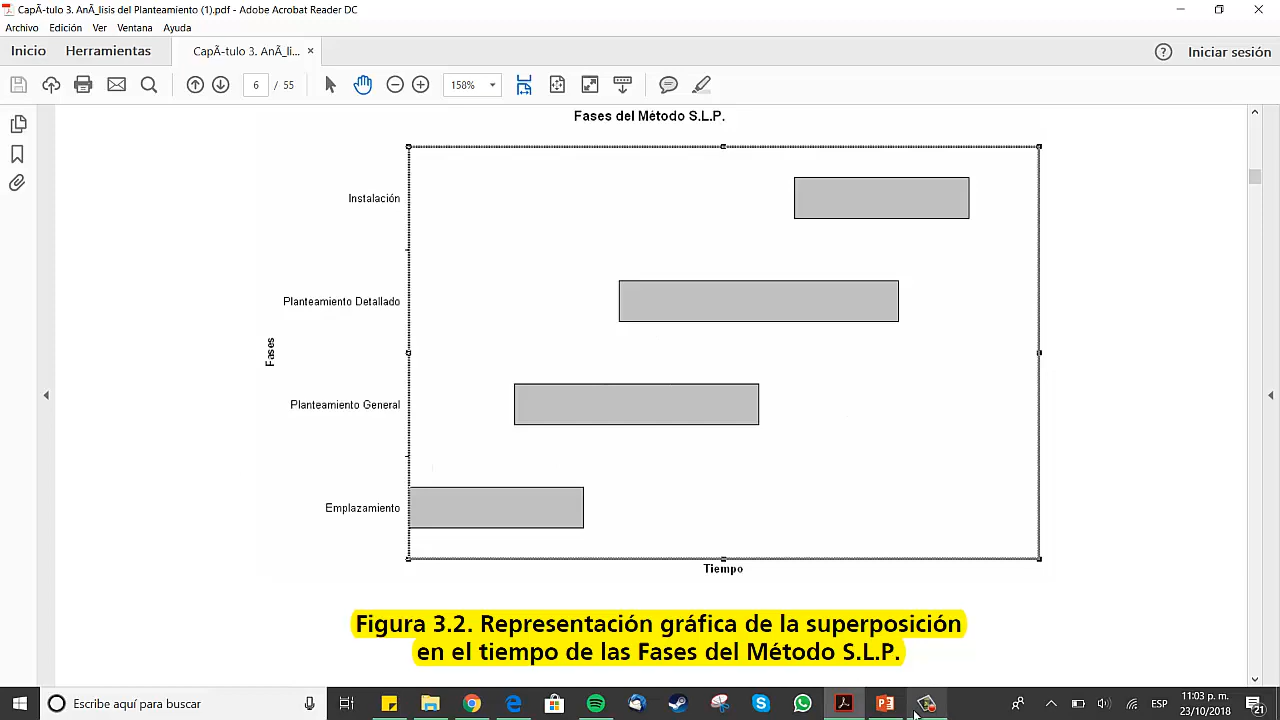 CapÃ-tulo 3. AnÃ_lisis del Planteamiento (1).pdf - Adobe Acrobat Reader DC
Archivo Edición Ver Ventana Ayuda
Inicio Herramientas CapÃ-tulo 3. AnÃ_li... × Iniciar sesión
6 / 55 158%
Fases del Método S.L.P.
Instalación
Planteamiento Detallado
Fases
Planteamiento General
Emplazamiento
Tiempo
Figura 3.2. Representación gráfica de la superposición
en el tiempo de las Fases del Método S.L.P.
Escribe aquí para buscar
ESP
11:03 p. m.
23/10/2018
21